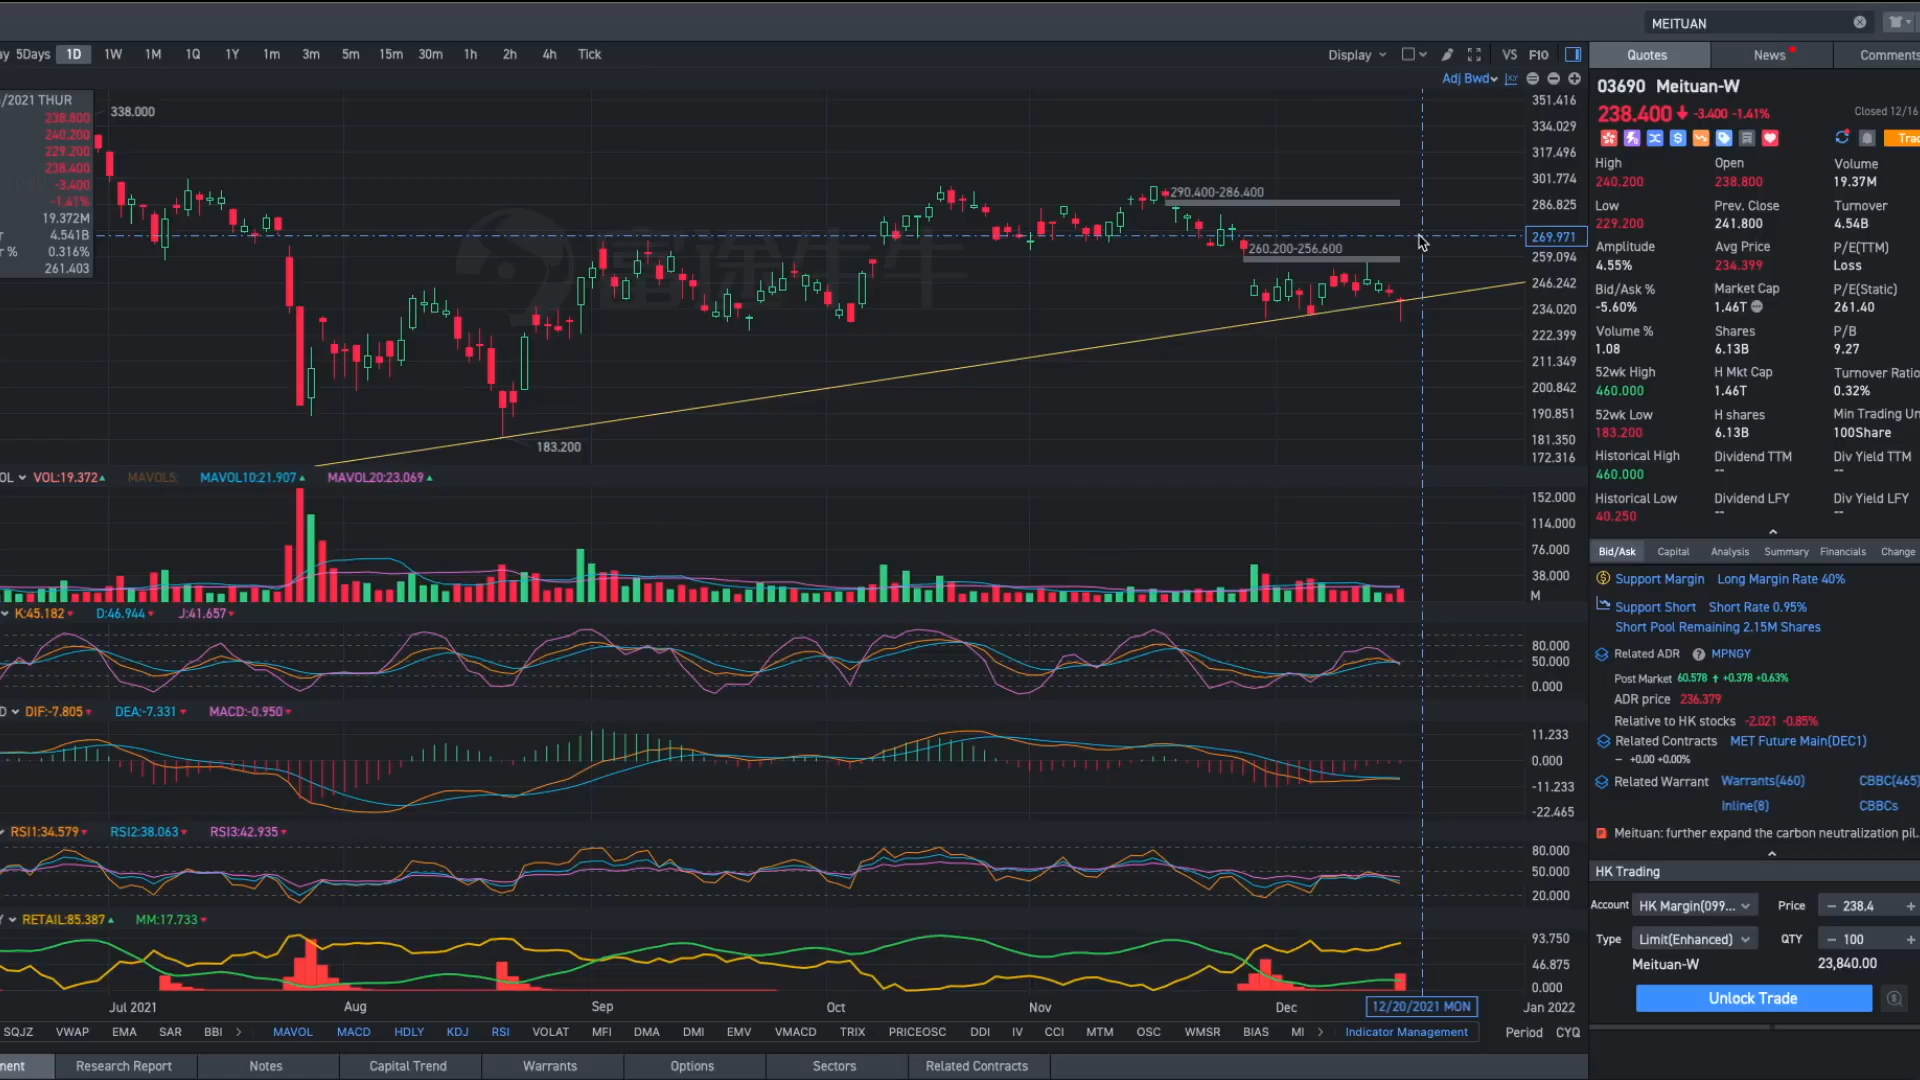 MEITUAN
5Days 1D 1W 1M 1Q 1Y 1m 3m 5m 15m 30m 1h 2h 4h Tick
Display VS F10
Quotes News Comments
Adj Bwd
03690 Meituan-W
/2021 THUR
238.800
240.200
229.200
238.400
-3.400
-1.41%
19.372M
4.541B
0.316%
261.403
338.000
290.400-286.400
260.200-256.600
183.200
富途牛牛
351.416
334.029
317.496
301.774
286.825
269.971
259.094
246.242
234.020
222.399
211.349
200.842
190.851
181.350
172.316
238.400 -3.400 -1.41% Closed 12/16
High Open Volume
240.200 238.800 19.37M
Low Prev. Close Turnover
229.200 241.800 4.54B
Amplitude Avg Price P/E(TTM)
4.55% 234.399 Loss
Bid/Ask % Market Cap P/E(Static)
-5.60% 1.46T 261.40
Volume % Shares P/B
1.08 6.13B 9.27
52wk High H Mkt Cap Turnover Ratio
460.000 1.46T 0.32%
52wk Low H shares Min Trading Un
183.200 6.13B 100Share
Historical High Dividend TTM Div Yield TTM
460.000 -- --
Historical Low Dividend LFY Div Yield LFY
40.250 -- --
OL VOL:19.372 MAVOL5: MAVOL10:21.907 MAVOL20:23.069
152.000
114.000
76.000
38.000
M
K:45.182 D:46.944 J:41.657
80.000
50.000
0.000
D DIF:-7.805 DEA:-7.331 MACD:-0.950
11.233
0.000
-11.233
-22.465
RSI1:34.579 RSI2:38.063 RSI3:42.935
80.000
50.000
20.000
RETAIL:85.387 MM:17.733
93.750
46.875
0.000
Jul 2021 Aug Sep Oct Nov Dec 12/20/2021 MON Jan 2022
SQJZ VWAP EMA SAR BBI > MAVOL MACD HDLY KDJ RSI VOLAT MFI DMA DMI EMV VMACD TRIX PRICEOSC DDI IV CCI MTM OSC WMSR BIAS MI > Indicator Management Period CYQ
ment Research Report Notes Capital Trend Warrants Options Sectors Related Contracts
Bid/Ask Capital Analysis Summary Financials Change
Support Margin Long Margin Rate 40%
Support Short Short Rate 0.95%
Short Pool Remaining 2.15M Shares
Related ADR ? MPNGY
Post Market 60.578 +0.378 +0.63%
ADR price 236.379
Relative to HK stocks -2.021 -0.85%
Related Contracts MET Future Main(DEC1)
-- +0.00 +0.00%
Related Warrant Warrants(460) CBBC(465)
Inline(8) CBBCs
Meituan: further expand the carbon neutralization pil...
HK Trading
Account HK Margin(099... Price - 238.4 +
Type Limit(Enhanced) QTY - 100 +
Meituan-W 23,840.00
Unlock Trade